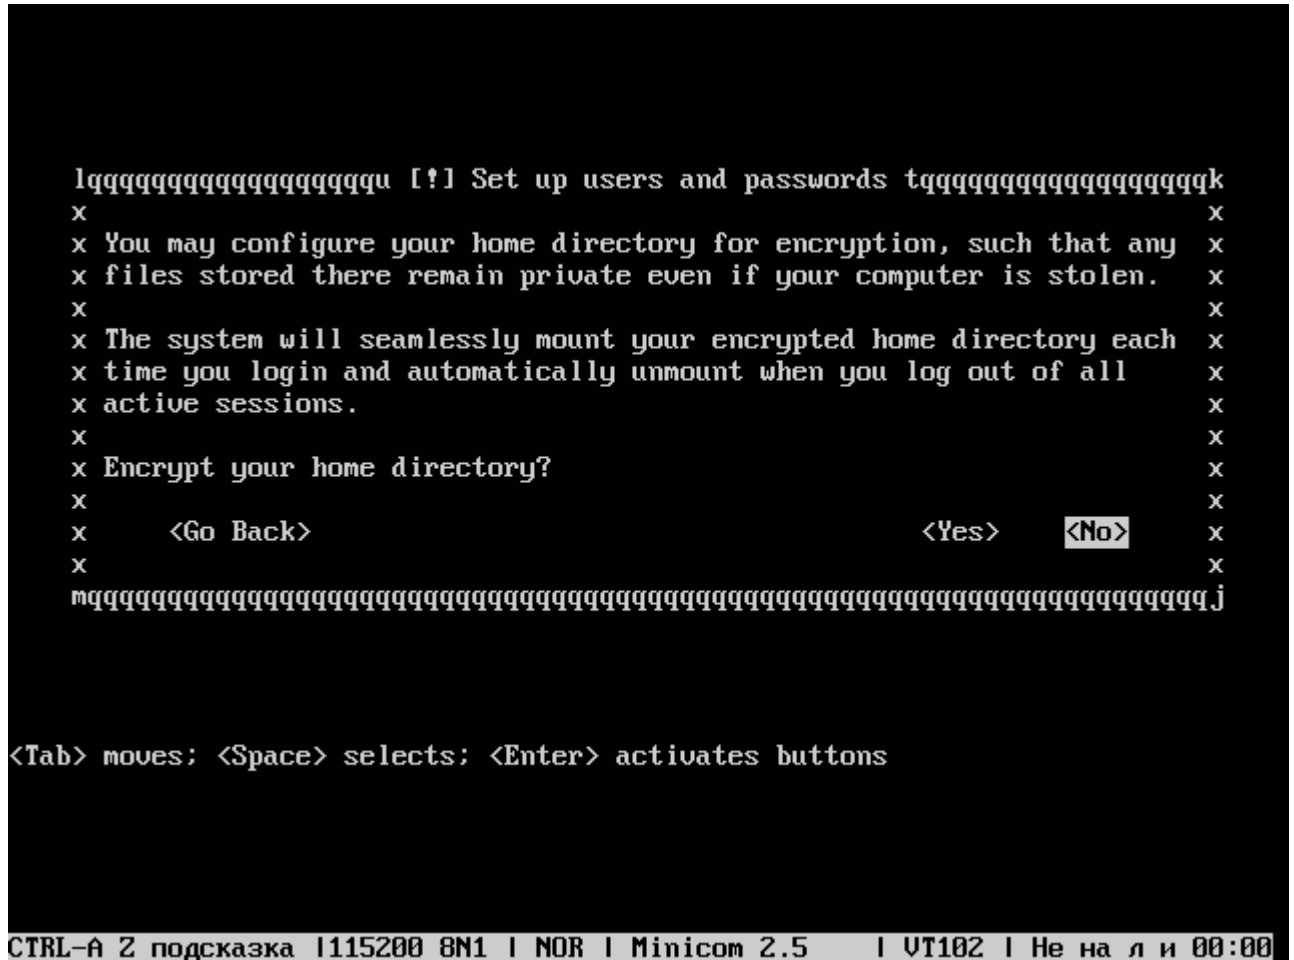 lqqqqqqqqqqqqqqqqqqu [!] Set up users and passwords tqqqqqqqqqqqqqqqqqqk
x x
x You may configure your home directory for encryption, such that any x
x files stored there remain private even if your computer is stolen. x
x x
x The system will seamlessly mount your encrypted home directory each x
x time you login and automatically unmount when you log out of all x
x active sessions. x
x x
x Encrypt your home directory? x
x x
x <Go Back> <Yes> <No> x
x x
mqqqqqqqqqqqqqqqqqqqqqqqqqqqqqqqqqqqqqqqqqqqqqqqqqqqqqqqqqqqqqqqqqqqqqqj
<Tab> moves; <Space> selects; <Enter> activates buttons
CTRL-A Z подсказка |115200 8N1 | NOR | Minicom 2.5 | VT102 | Не на л и 00:00